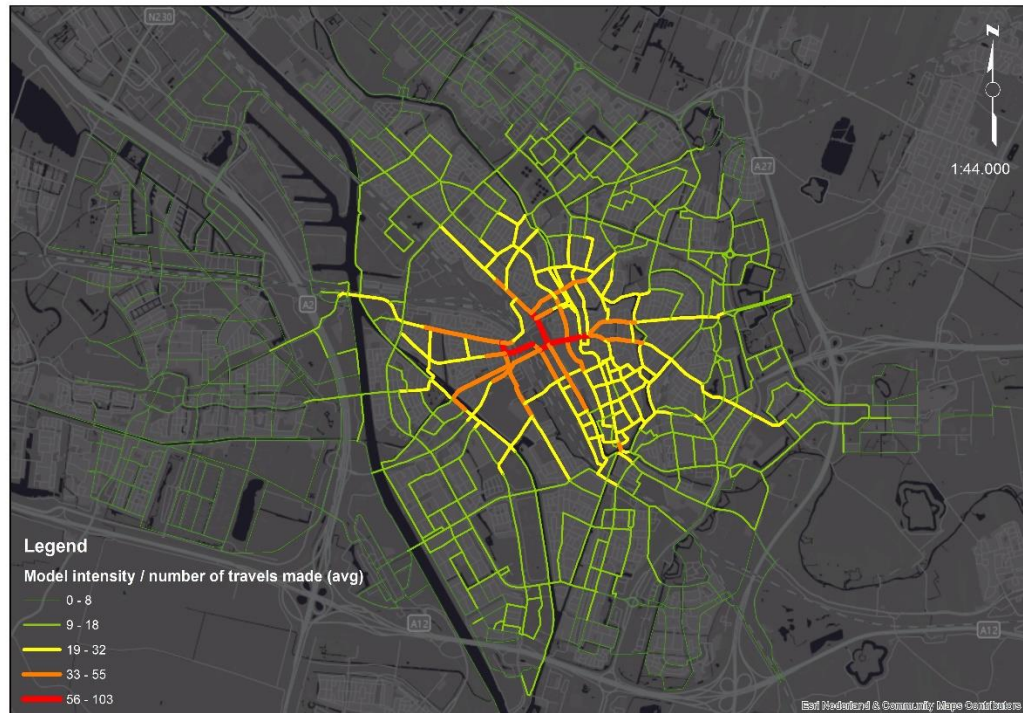 N230
N
A27
1:44.000
A2
Legend
Model intensity / number of travels made (avg)
0 - 8
9 - 18
19 - 32
33 - 55
56 - 103
A12
A12
Esri Nederland & Community Maps Contributors